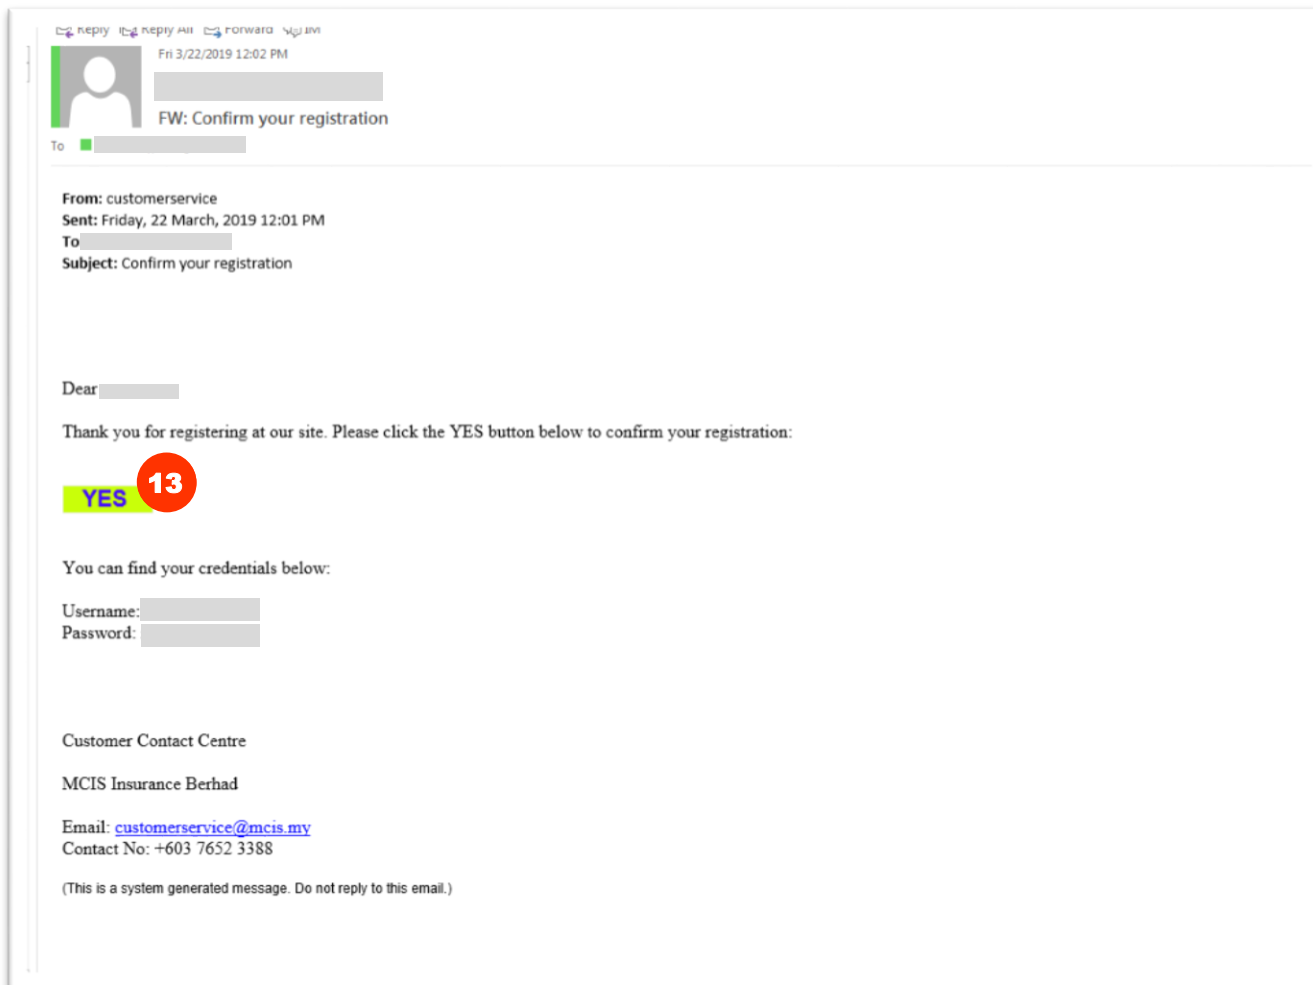 Reply Reply All Forward IM
Fri 3/22/2019 12:02 PM
FW: Confirm your registration
To
From: customerservice
Sent: Friday, 22 March, 2019 12:01 PM
To
Subject: Confirm your registration
Dear
Thank you for registering at our site. Please click the YES button below to confirm your registration:
YES
13
You can find your credentials below:
Username:
Password:
Customer Contact Centre
MCIS Insurance Berhad
Email: customerservice@mcis.my
Contact No: +603 7652 3388
(This is a system generated message. Do not reply to this email.)